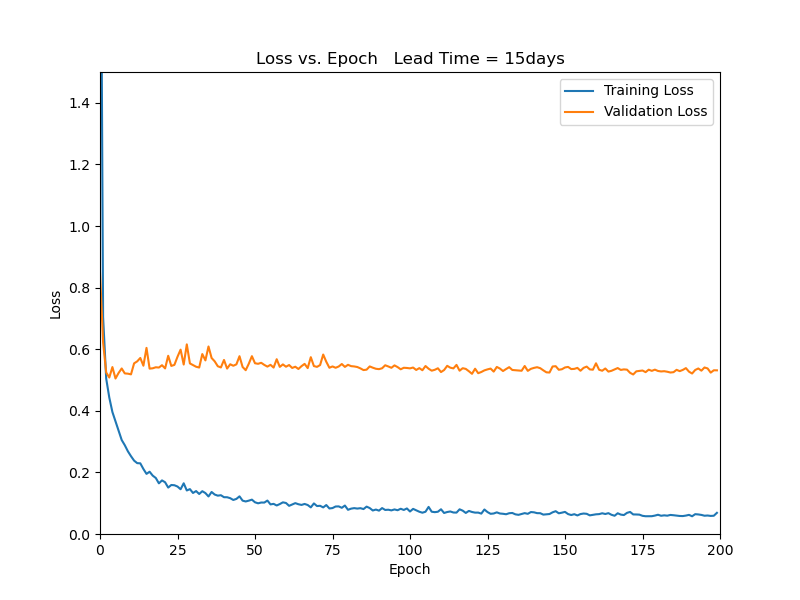 Loss vs. Epoch   Lead Time = 15days
Training Loss
Validation Loss
1.4
1.2
1.0
0.8
0.6
0.4
0.2
0.0
Loss
0 25 50 75 100 125 150 175 200
Epoch